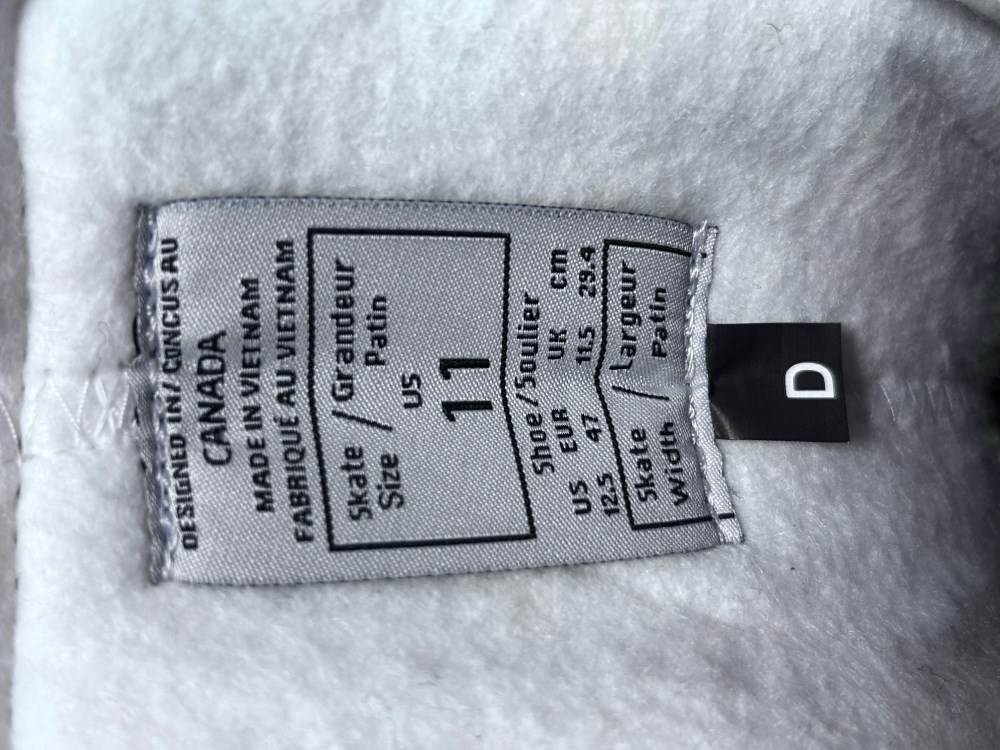 DESIGNED IN/ CONCUS AU
CANADA
MADE IN VIETNAM
FABRIQUÉ AU VIETNAM
Skate / Grandeur
Size Patin
US
11
Shoe/Soulier
US EUR UK cm
12.5 47 11.5 29.4
Skate / Largeur
Width Patin
D